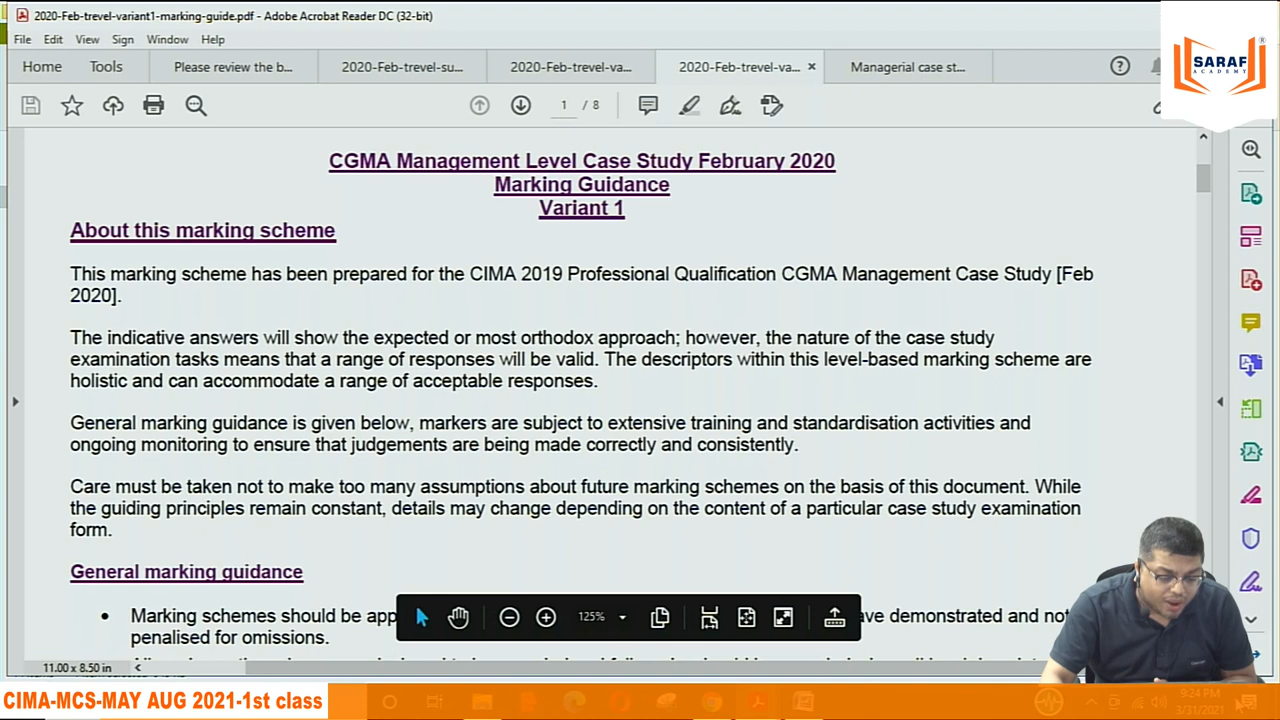 2020-Feb-trevel-variant1-marking-guide.pdf - Adobe Acrobat Reader DC (32-bit)
File Edit View Sign Window Help
Home Tools Please review the b... 2020-Feb-trevel-su... 2020-Feb-trevel-va... 2020-Feb-trevel-va... × Managerial case st...
1 / 8
SARAF
ACADEMY
CGMA Management Level Case Study February 2020
Marking Guidance
Variant 1
About this marking scheme
This marking scheme has been prepared for the CIMA 2019 Professional Qualification CGMA Management Case Study [Feb
2020].
The indicative answers will show the expected or most orthodox approach; however, the nature of the case study
examination tasks means that a range of responses will be valid. The descriptors within this level-based marking scheme are
holistic and can accommodate a range of acceptable responses.
General marking guidance is given below, markers are subject to extensive training and standardisation activities and
ongoing monitoring to ensure that judgements are being made correctly and consistently.
Care must be taken not to make too many assumptions about future marking schemes on the basis of this document. While
the guiding principles remain constant, details may change depending on the content of a particular case study examination
form.
General marking guidance
• Marking schemes should be app ave demonstrated and not
125%
penalised for omissions.
11.00 x 8.50 in
CIMA-MCS-MAY AUG 2021-1st class
9:24 PM
3/31/2021